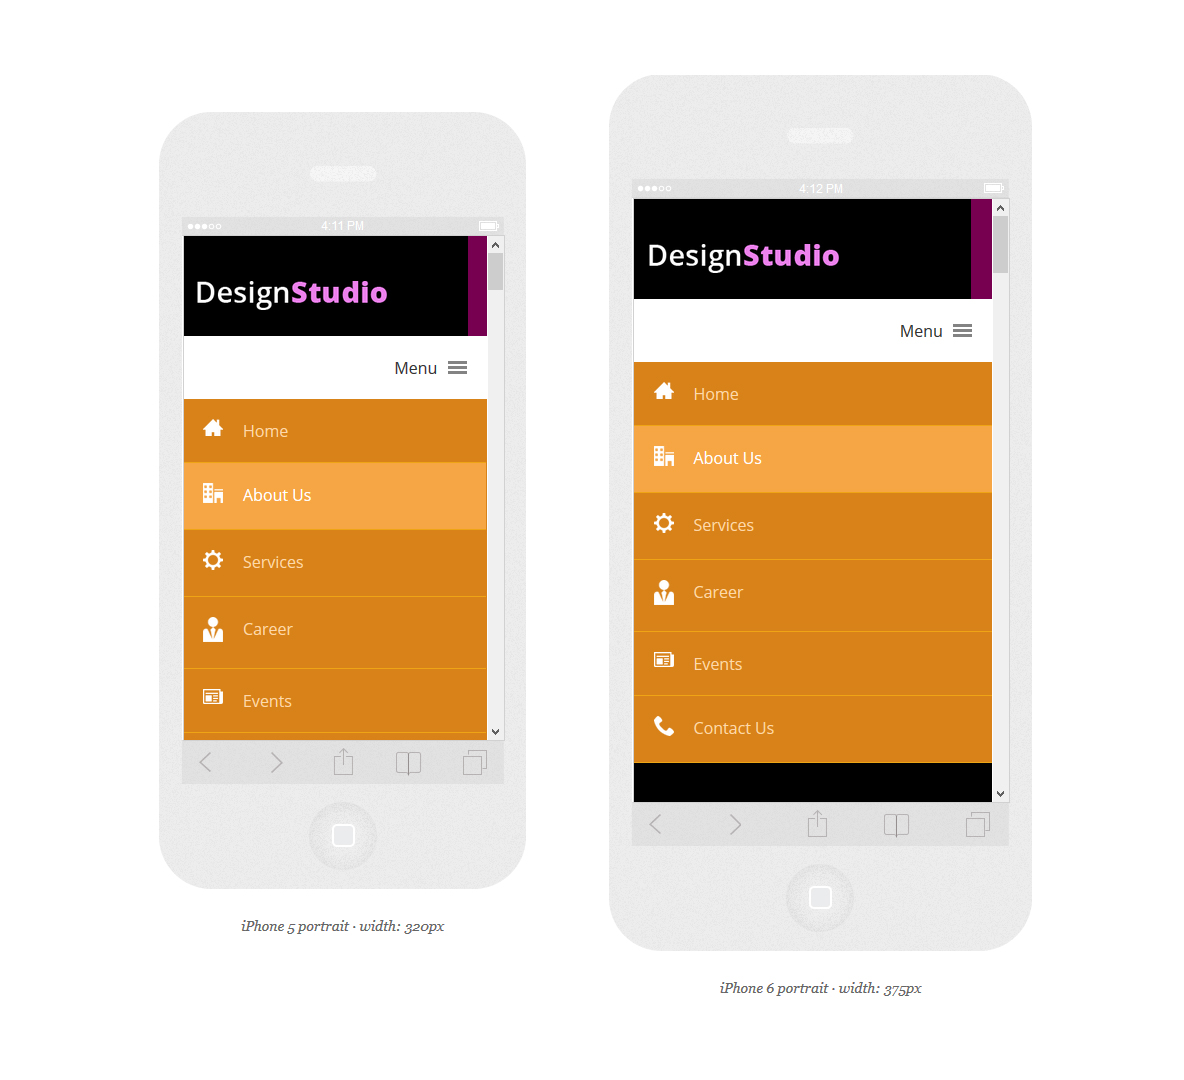 4:11 PM
DesignStudio
Menu
Home
About Us
Services
Career
Events
iPhone 5 portrait · width: 320px
4:12 PM
DesignStudio
Menu
Home
About Us
Services
Career
Events
Contact Us
iPhone 6 portrait · width: 375px